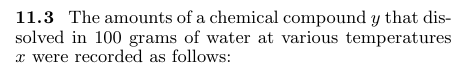 11.3 The amounts of a chemical compound y that dis-
solved in 100 grams of water at various temperatures
x were recorded as follows: